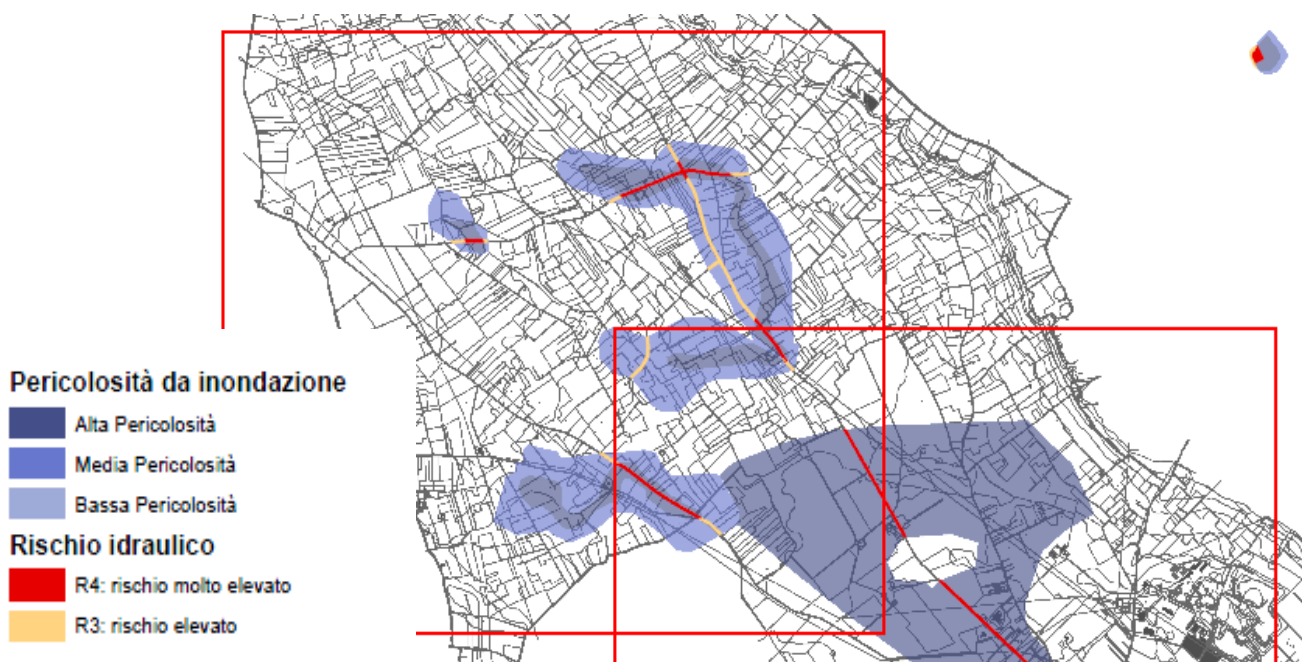 Pericolosità da inondazione
Alta Pericolosità
Media Pericolosità
Bassa Pericolosità
Rischio idraulico
R4: rischio molto elevato
R3: rischio elevato